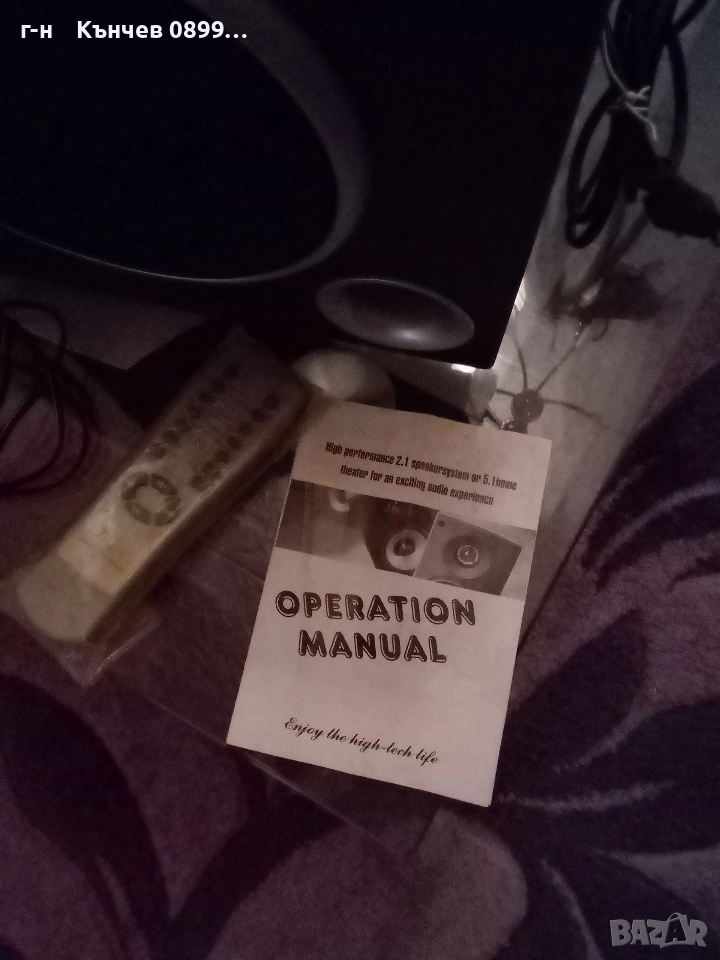 г-н Кънчев 0899...
High performance 2.1 speakersystem or 5.1home
theater for an exciting audio experience
OPERATION
MANUAL
Enjoy the high-tech life
BAZAR